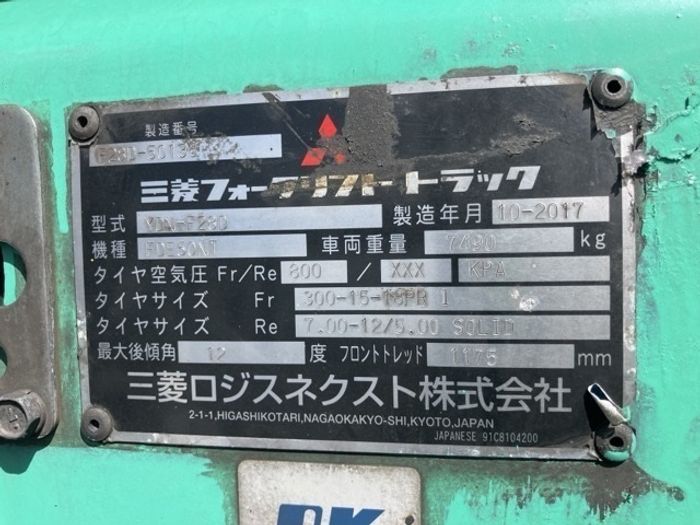 製造番号
三菱フォークリフトトラック
型式 製造年月 10-2017
機種 車両重量 7490 kg
タイヤ空気圧 Fr/Re 800 / XXX KPA
タイヤサイズ Fr 300-15-18PR 1
タイヤサイズ Re 7.00-12/5.00 SOLID
最大後傾角 12 度 フロントトレッド 1175 mm
三菱ロジスネクスト株式会社
2-1-1,HIGASHIKOTARI,NAGAOKAKYO-SHI,KYOTO,JAPAN
JAPANESE 91C8104200